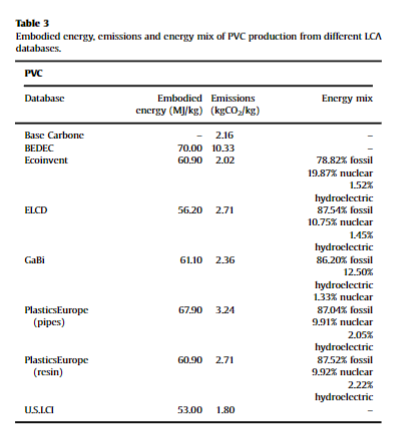 Table 3
Embodied energy, emissions and energy mix of PVC production from different LCA
databases.
PVC
Database Embodied Emissions Energy mix
energy (MJ/kg) (kgCO₂/kg)
Base Carbone – 2.16 –
BEDEC 70.00 10.33 –
Ecoinvent 60.90 2.02 78.82% fossil
19.87% nuclear
1.52%
hydroelectric
ELCD 56.20 2.71 87.54% fossil
10.75% nuclear
1.45%
hydroelectric
GaBi 61.10 2.36 86.20% fossil
12.50%
hydroelectric
1.33% nuclear
PlasticsEurope 67.90 3.24 87.04% fossil
(pipes) 9.91% nuclear
2.05%
hydroelectric
PlasticsEurope 60.90 2.71 87.52% fossil
(resin) 9.92% nuclear
2.22%
hydroelectric
U.S.LCI 53.00 1.80 –